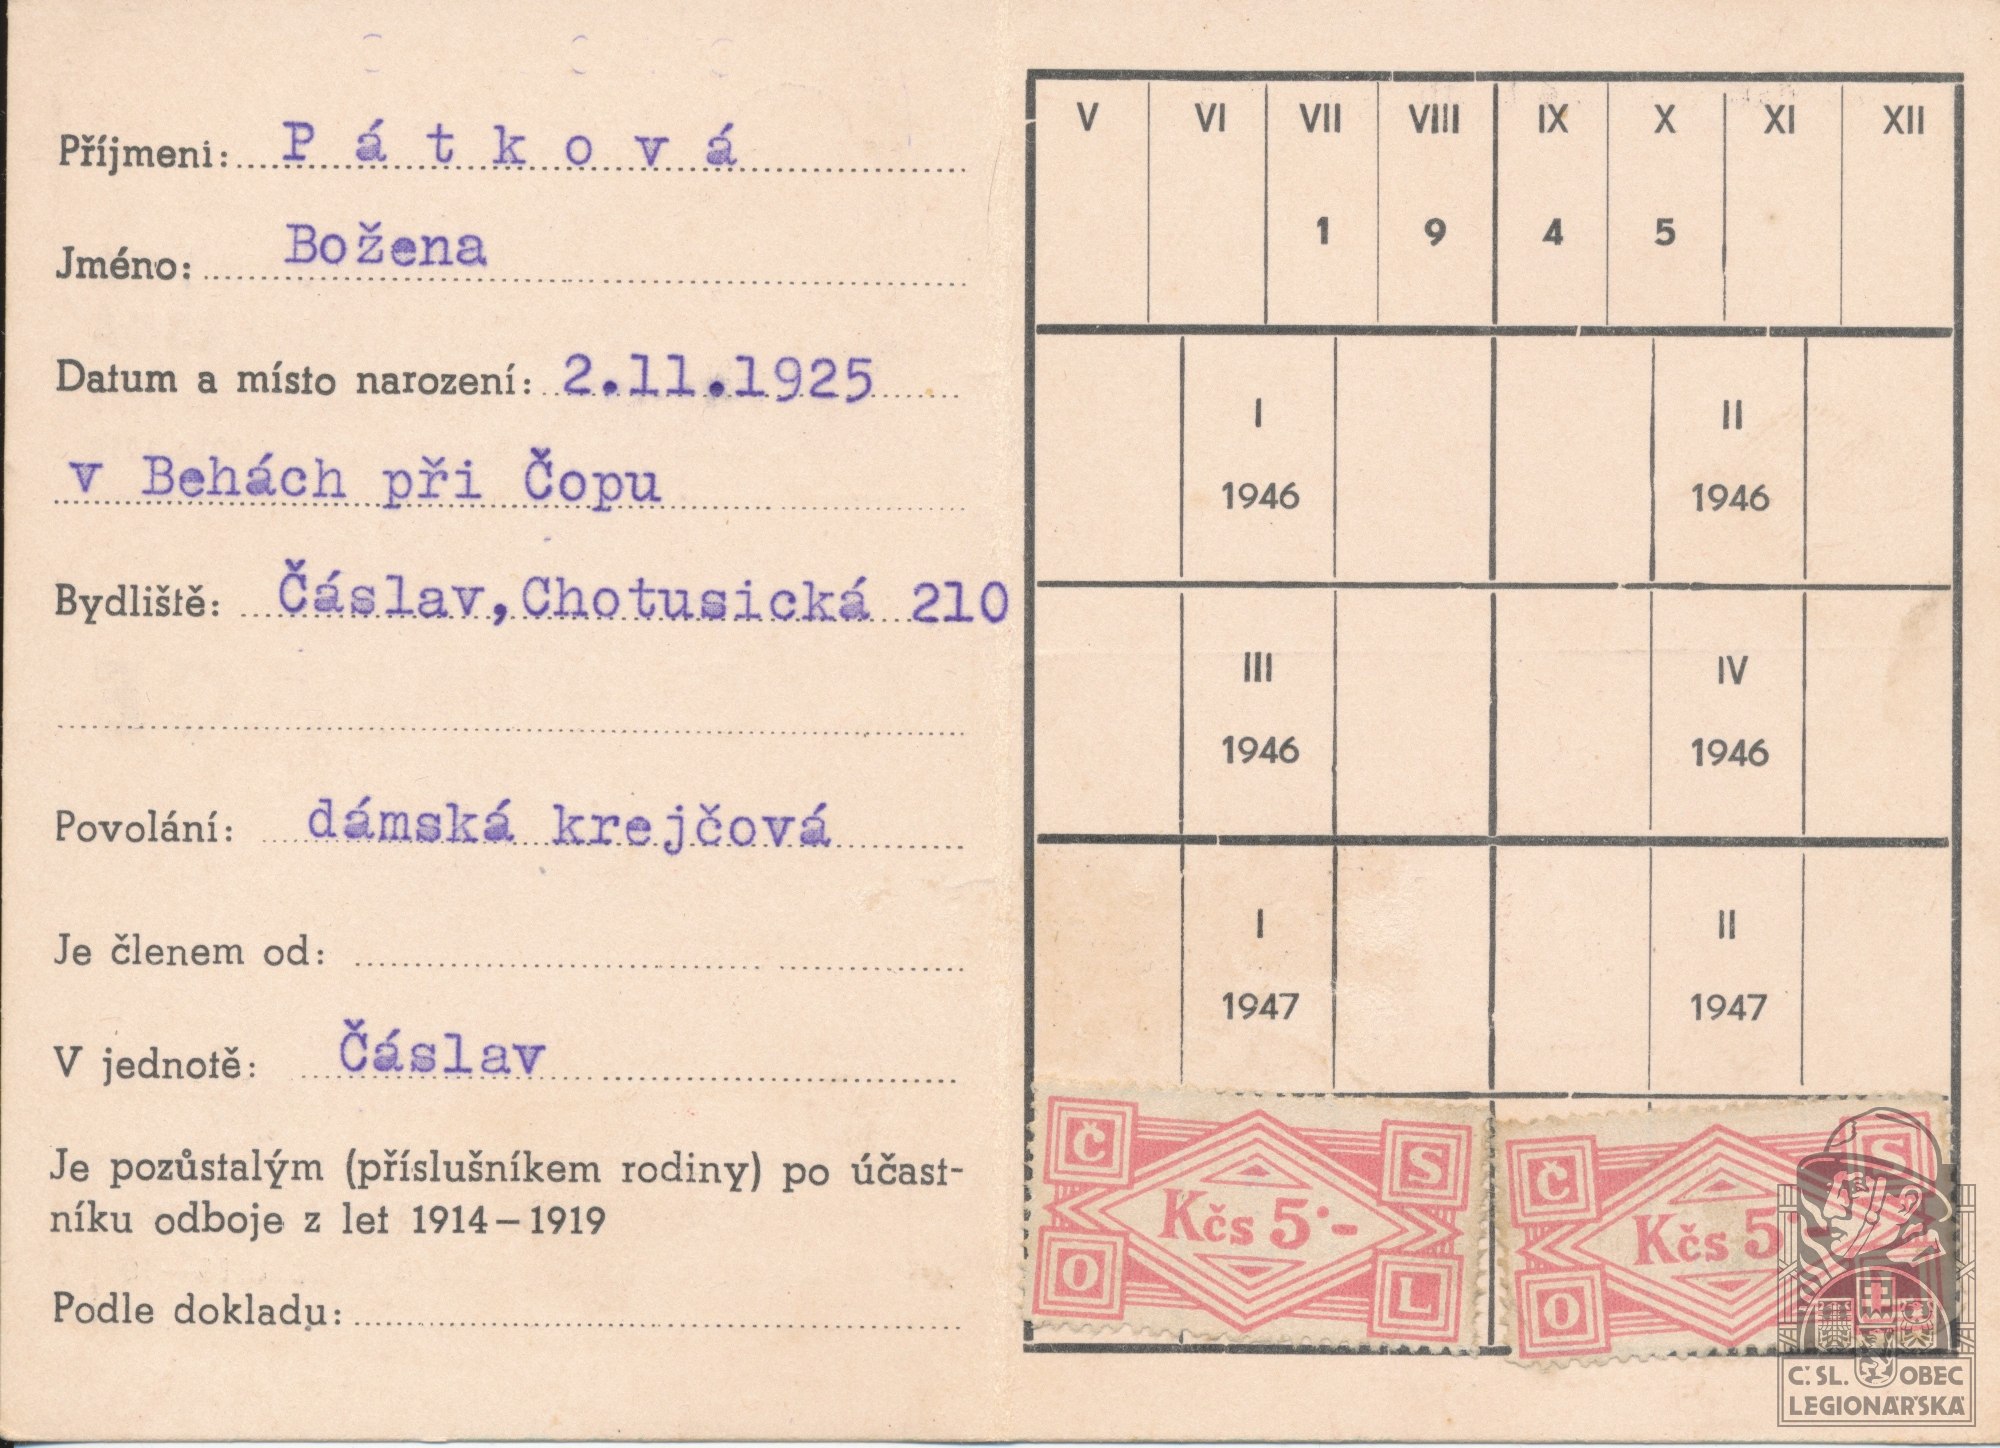 Příjmeni: Pátková
Jméno: Božena
Datum a místo narození: 2.11.1925
v Behách při Čopu
Bydliště: Čáslav,Chotusická 210
Povolání: dámská krejčová
Je členem od:
V jednotě: Čáslav
Je pozůstalým (příslušníkem rodiny) po účast-
níku odboje z let 1914–1919
Podle dokladu:
V VI VII VIII IX X XI XII
1 9 4 5
I II
1946 1946
III IV
1946 1946
I II
1947 1947
Č S
Kčs 5·-
O L
Č S
Kčs 5
O
Č. SL. OBEC
LEGIONÁŘSKÁ